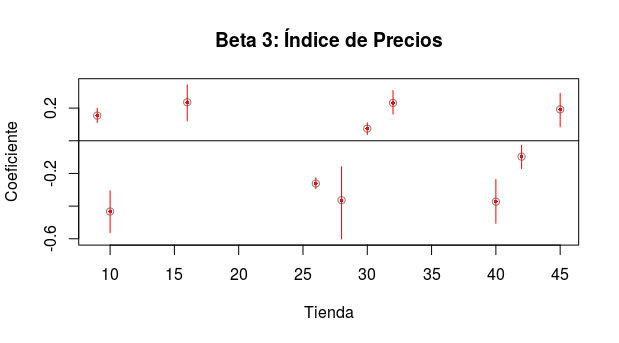 Beta 3: Índice de Precios
Coeficiente
0.2
-0.2
-0.6
10 15 20 25 30 35 40 45
Tienda